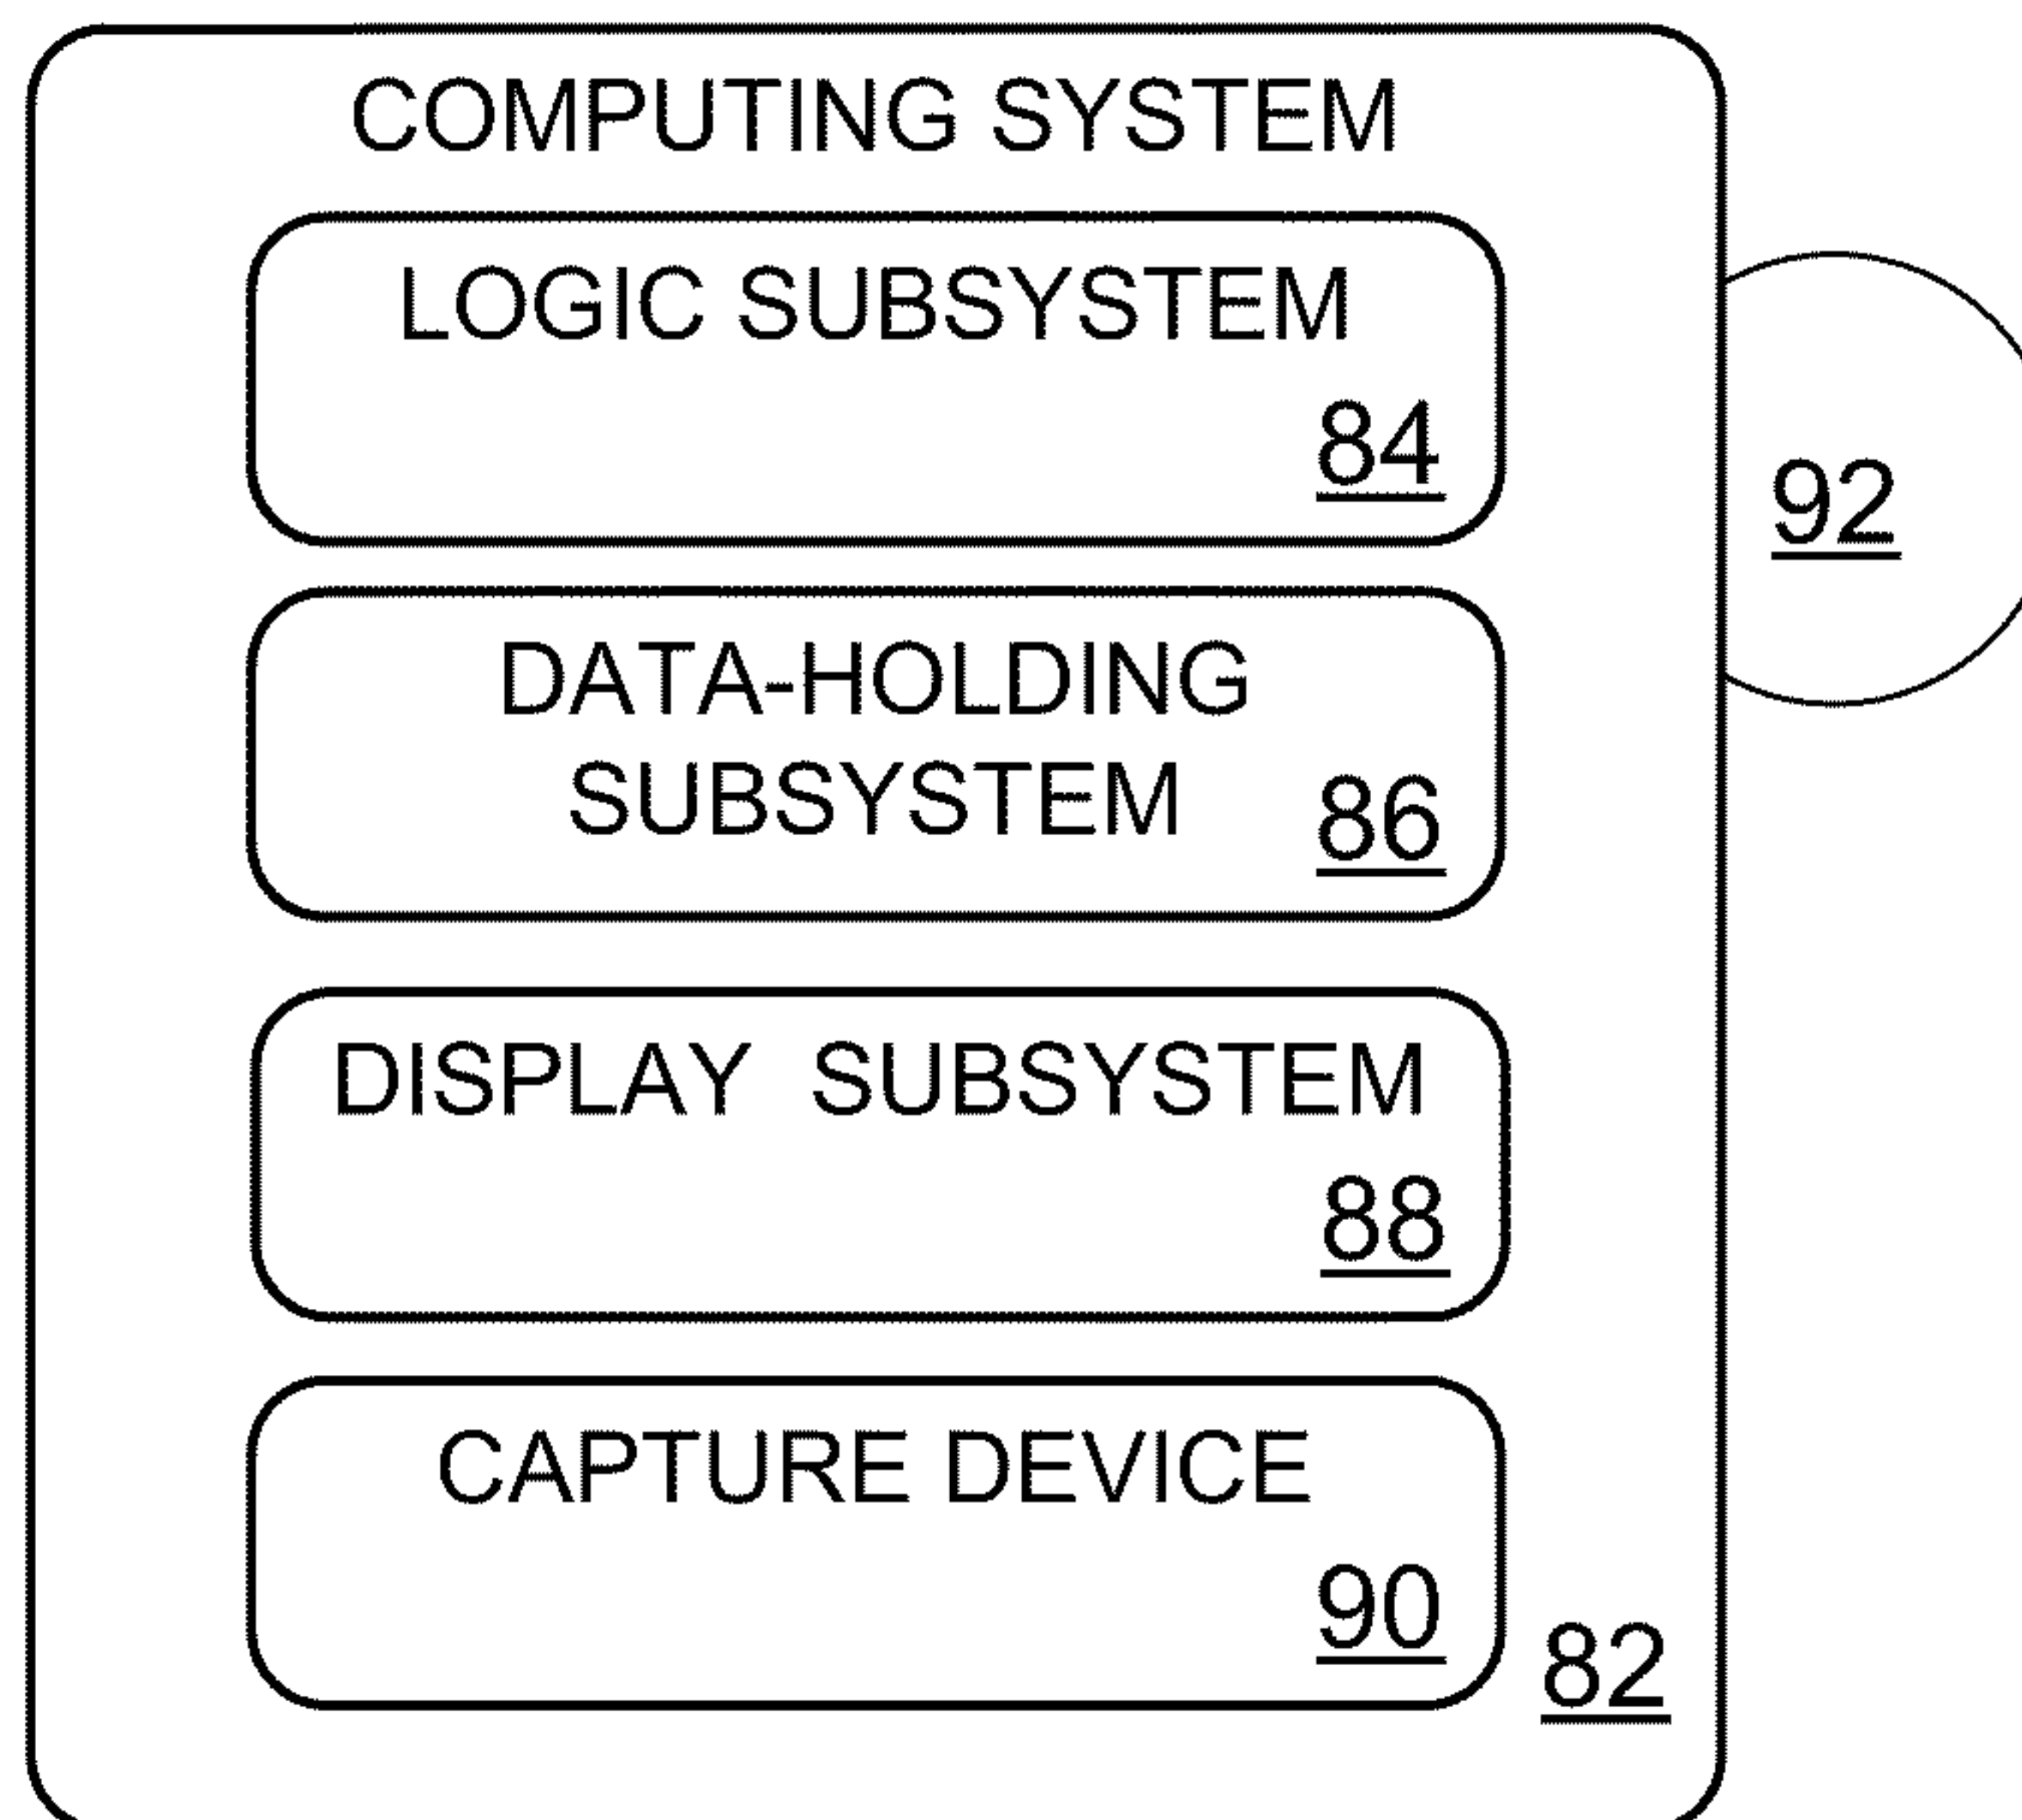 COMPUTING SYSTEM
LOGIC SUBSYSTEM
84
92
DATA-HOLDING
SUBSYSTEM
86
DISPLAY SUBSYSTEM
88
CAPTURE DEVICE
90
82